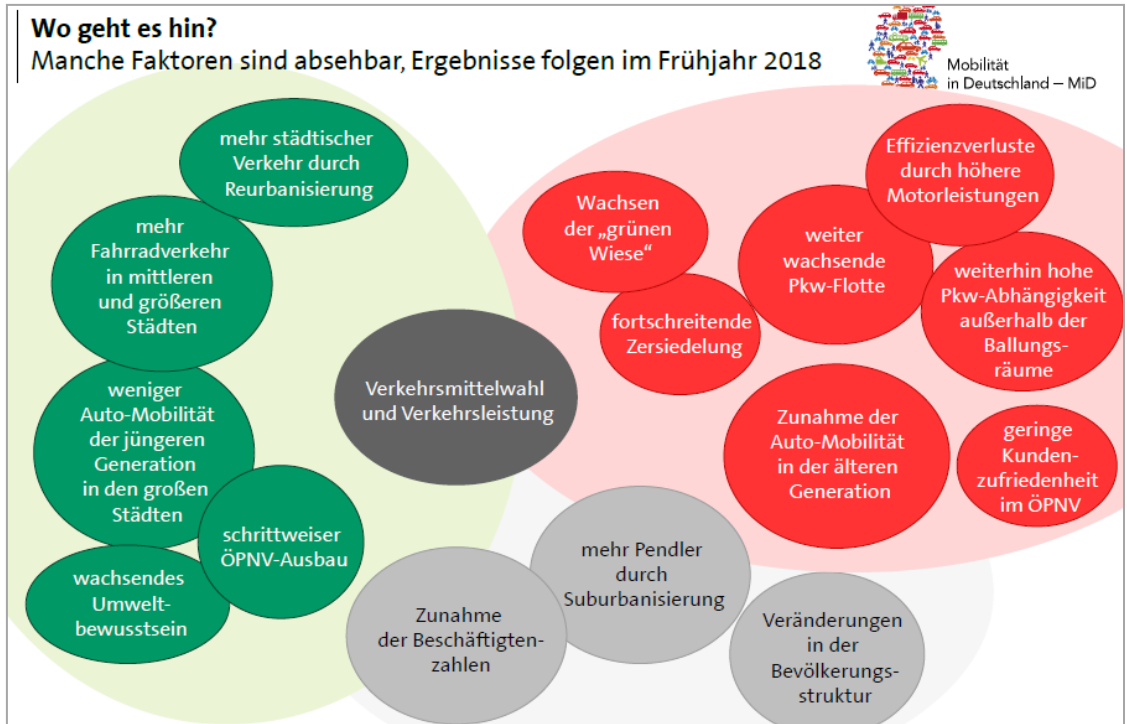 Wo geht es hin?
Manche Faktoren sind absehbar, Ergebnisse folgen im Frühjahr 2018
Mobilität
in Deutschland – MiD
mehr städtischer
Verkehr durch
Reurbanisierung
mehr
Fahrradverkehr
in mittleren
und größeren
Städten
weniger
Auto-Mobilität
der jüngeren
Generation
in den großen
Städten
schrittweiser
ÖPNV-Ausbau
wachsendes
Umwelt-
bewusstsein
Verkehrsmittelwahl
und Verkehrsleistung
Wachsen
der „grünen
Wiese“
fortschreitende
Zersiedelung
weiter
wachsende
Pkw-Flotte
Effizienzverluste
durch höhere
Motorleistungen
weiterhin hohe
Pkw-Abhängigkeit
außerhalb der
Ballungs-
räume
Zunahme der
Auto-Mobilität
in der älteren
Generation
geringe
Kunden-
zufriedenheit
im ÖPNV
mehr Pendler
durch
Suburbanisierung
Zunahme
der Beschäftigten-
zahlen
Veränderungen
in der
Bevölkerungs-
struktur